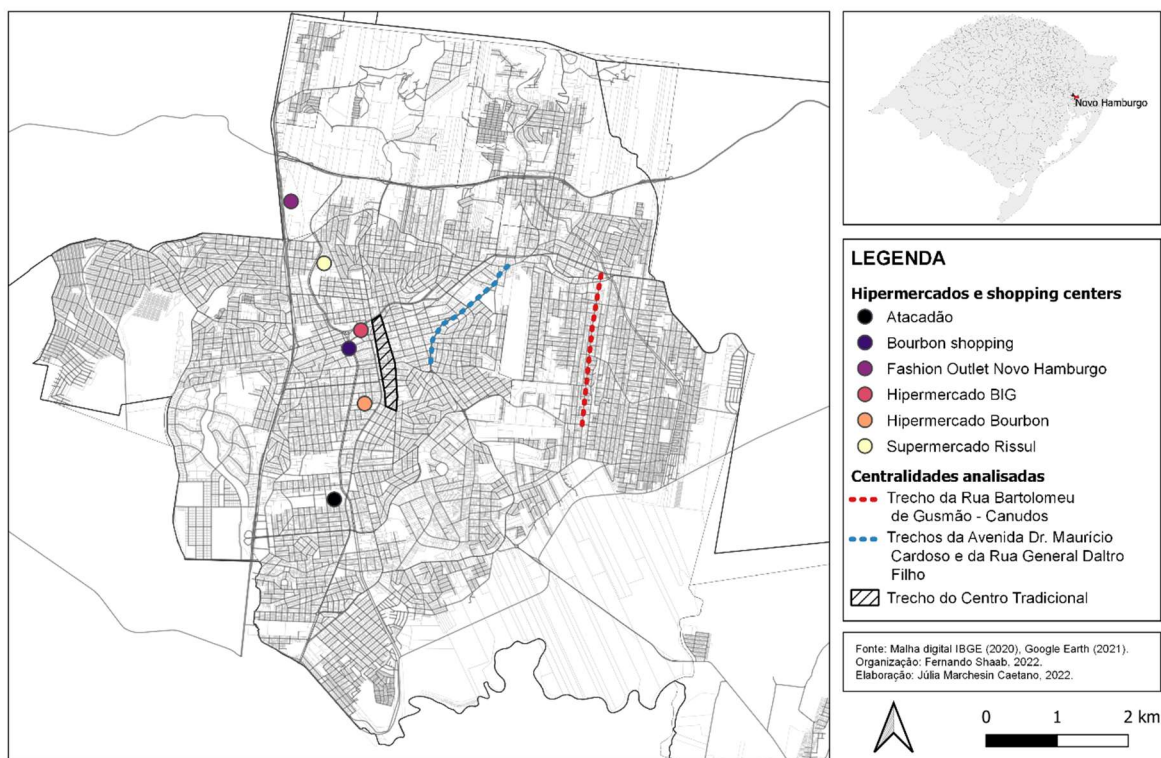 Novo Hamburgo
LEGENDA
Hipermercados e shopping centers
Atacadão
Bourbon shopping
Fashion Outlet Novo Hamburgo
Hipermercado BIG
Hipermercado Bourbon
Supermercado Rissul
Centralidades analisadas
Trecho da Rua Bartolomeu
de Gusmão - Canudos
Trechos da Avenida Dr. Maurício
Cardoso e da Rua General Daltro
Filho
Trecho do Centro Tradicional
Fonte: Malha digital IBGE (2020), Google Earth (2021).
Organização: Fernando Shaab, 2022.
Elaboração: Júlia Marchesin Caetano, 2022.
0 1 2 km